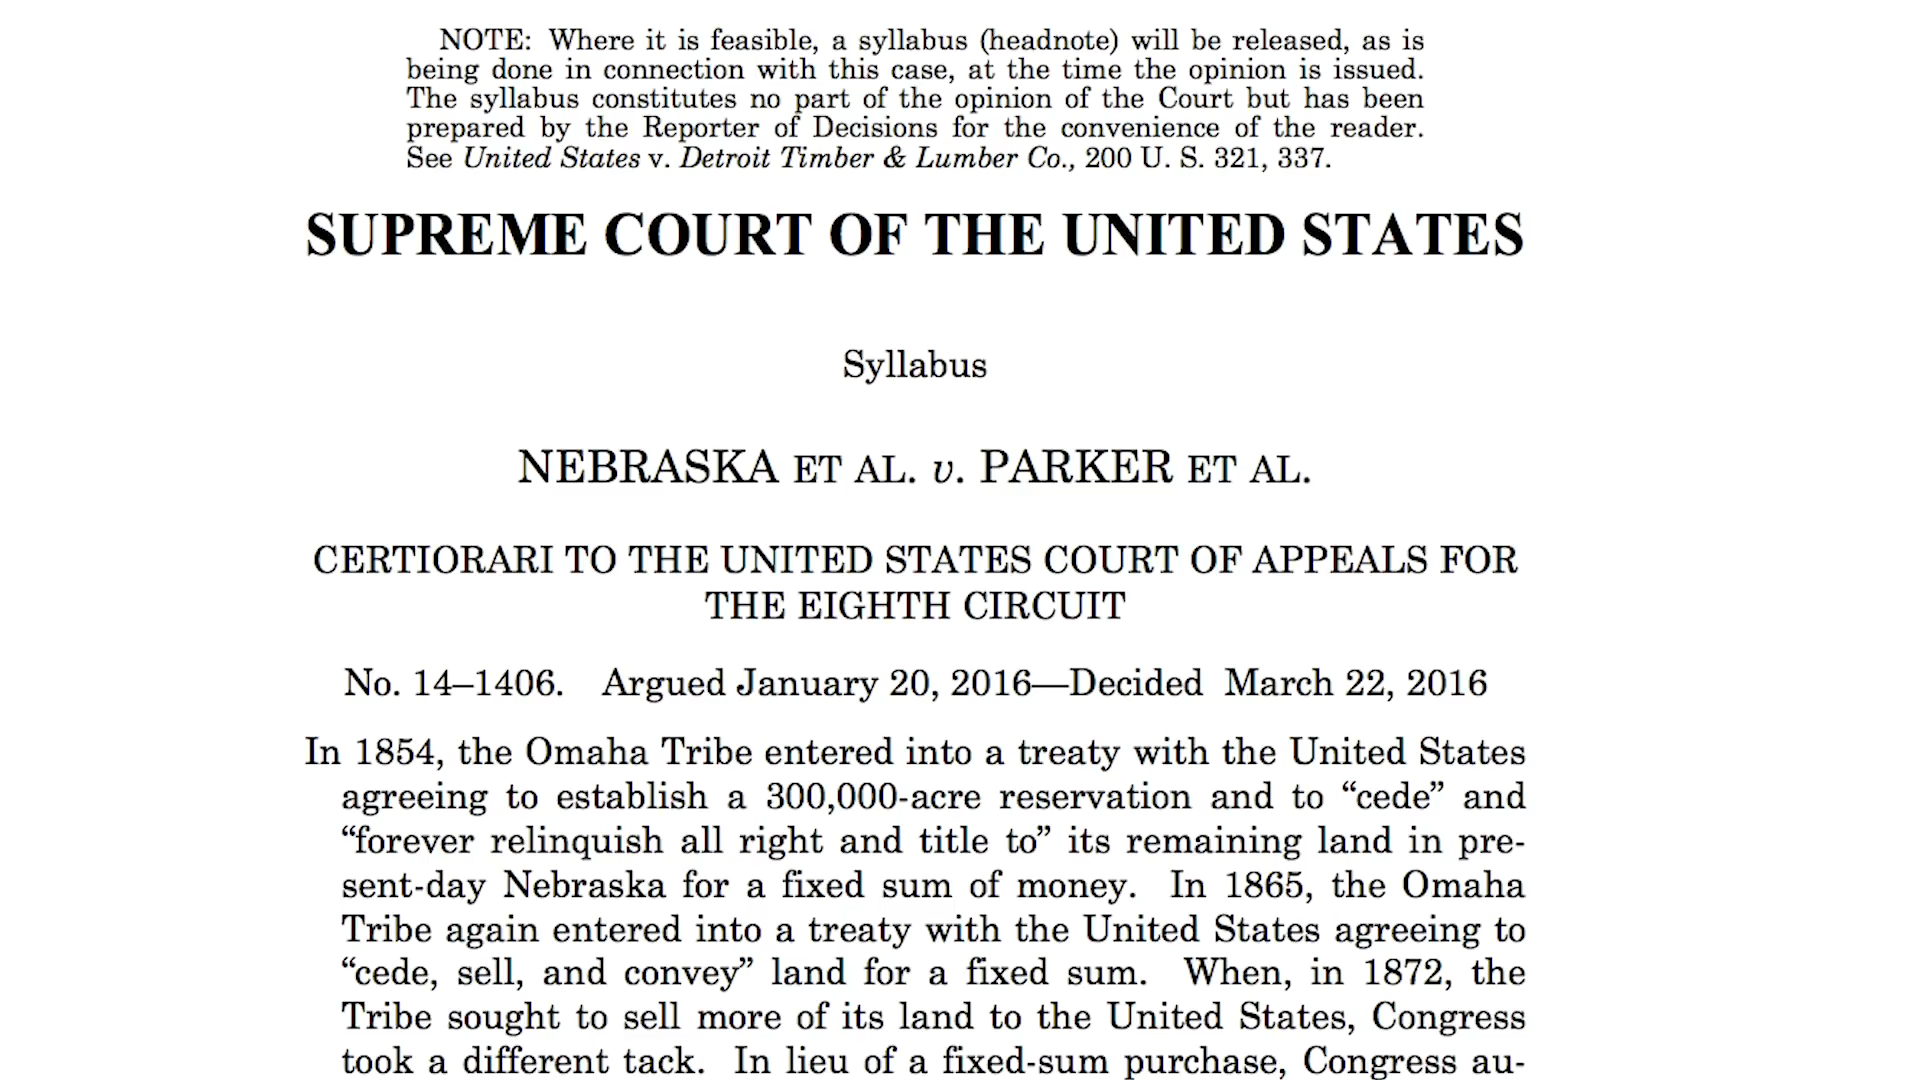 NOTE: Where it is feasible, a syllabus (headnote) will be released, as is
being done in connection with this case, at the time the opinion is issued.
The syllabus constitutes no part of the opinion of the Court but has been
prepared by the Reporter of Decisions for the convenience of the reader.
See United States v. Detroit Timber & Lumber Co., 200 U. S. 321, 337.
SUPREME COURT OF THE UNITED STATES
Syllabus
NEBRASKA ET AL. v. PARKER ET AL.
CERTIORARI TO THE UNITED STATES COURT OF APPEALS FOR
THE EIGHTH CIRCUIT
No. 14–1406. Argued January 20, 2016—Decided March 22, 2016
In 1854, the Omaha Tribe entered into a treaty with the United States
agreeing to establish a 300,000-acre reservation and to “cede” and
“forever relinquish all right and title to” its remaining land in pre-
sent-day Nebraska for a fixed sum of money. In 1865, the Omaha
Tribe again entered into a treaty with the United States agreeing to
“cede, sell, and convey” land for a fixed sum. When, in 1872, the
Tribe sought to sell more of its land to the United States, Congress
took a different tack. In lieu of a fixed-sum purchase, Congress au-